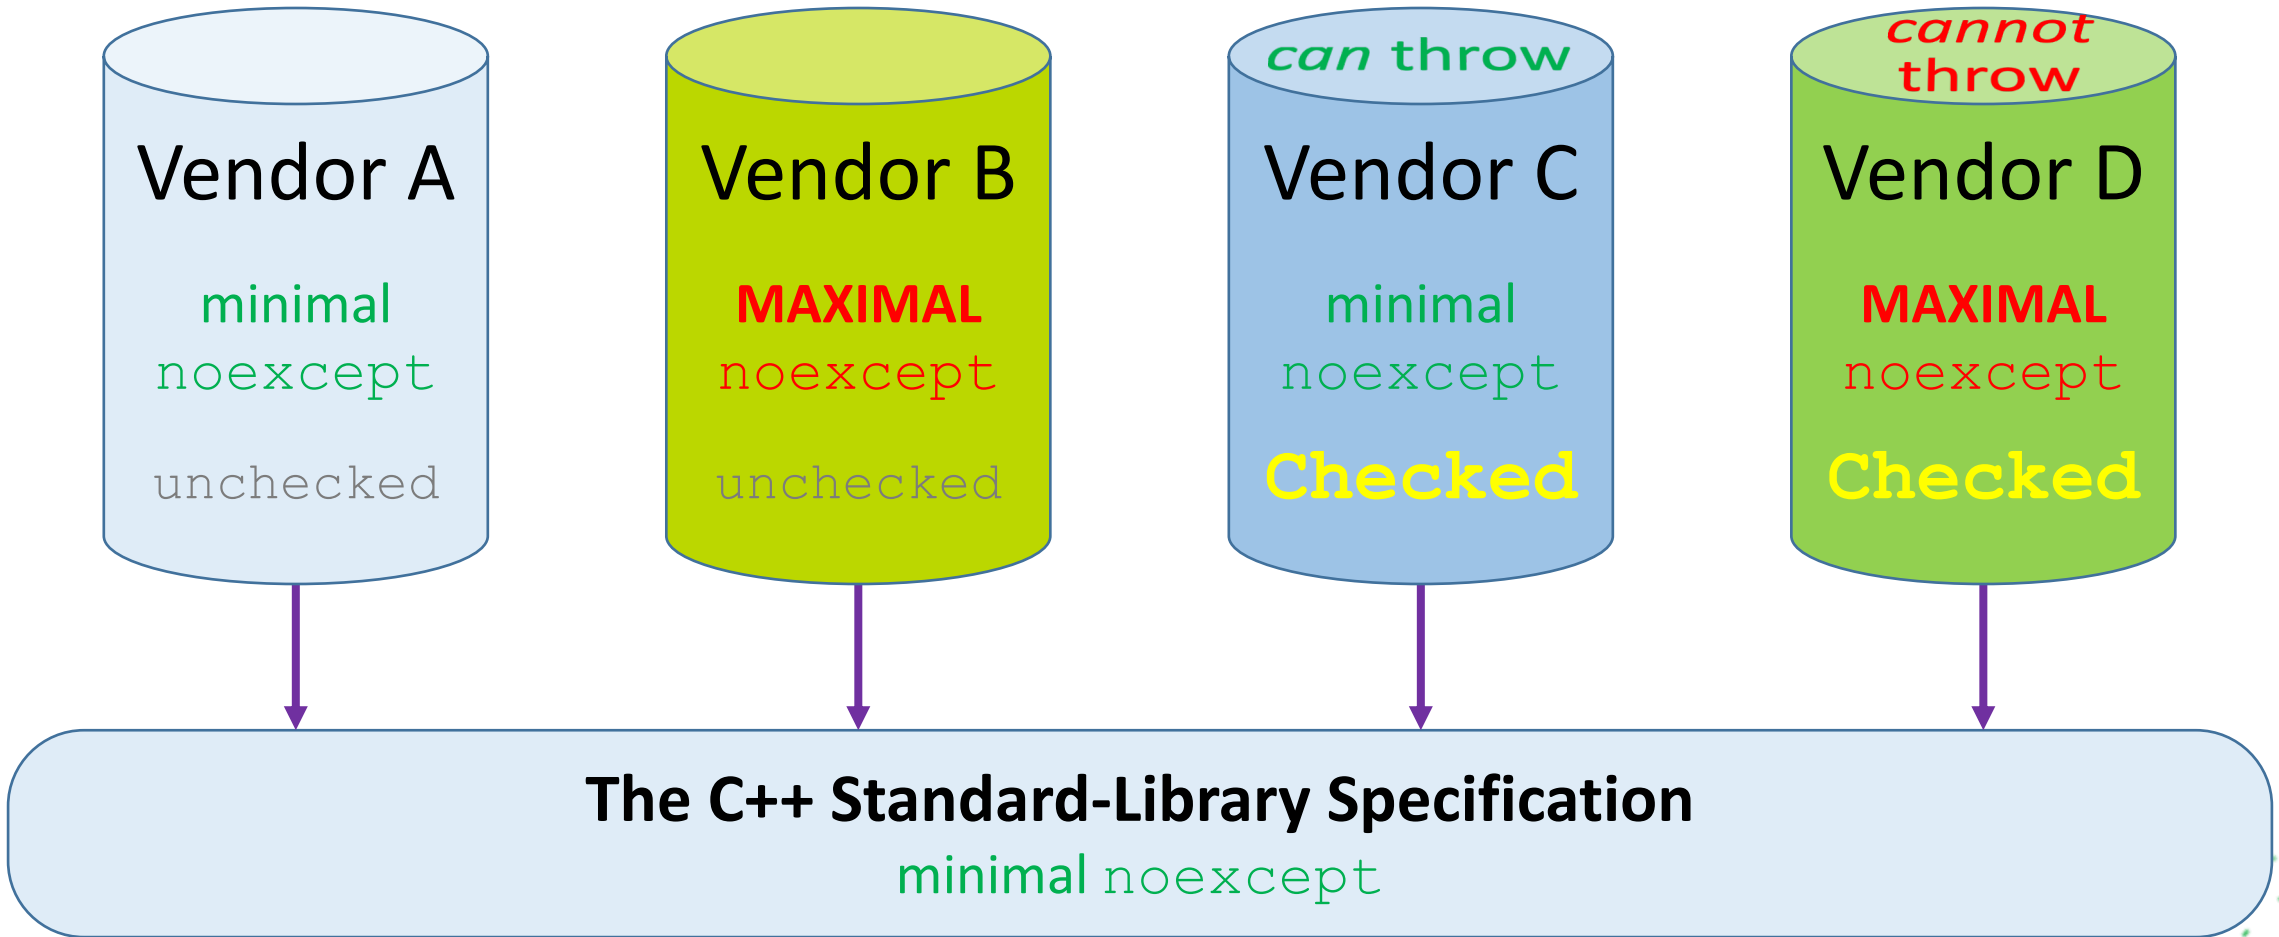 can throw
cannot
throw
Vendor A
Vendor B
Vendor C
Vendor D
minimal
noexcept
MAXIMAL
noexcept
minimal
noexcept
MAXIMAL
noexcept
unchecked
unchecked
Checked
Checked
The C++ Standard-Library Specification
minimal noexcept